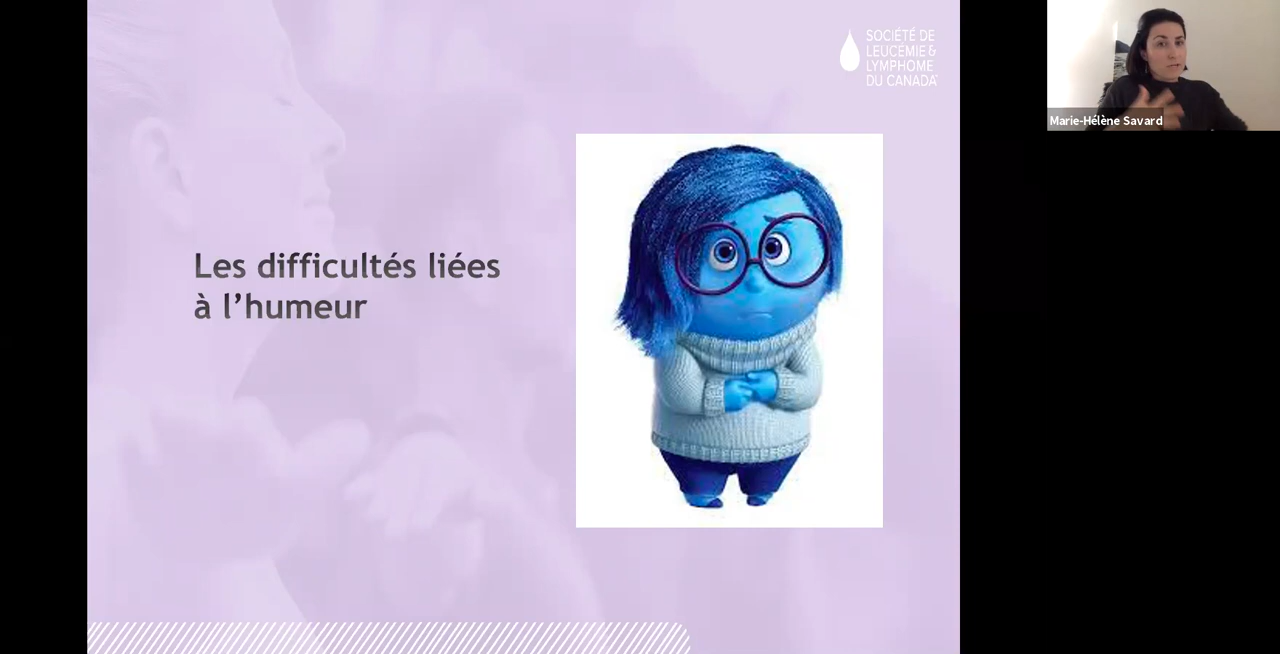 SOCIÉTÉ DE
LEUCÉMIE &
LYMPHOME
DU CANADA
Marie-Hélène Savard
Les difficultés liées
à l’humeur